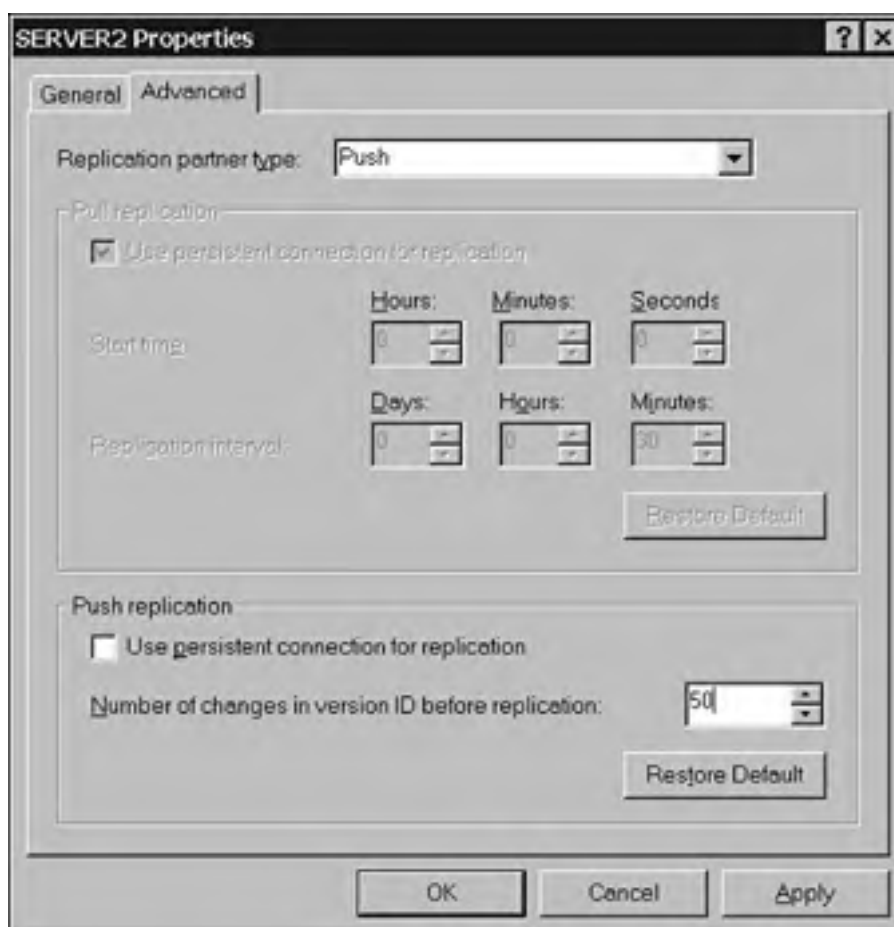 SERVER2 Properties
General Advanced
Replication partner type: Push
Pull replication
Use persistent connection for replication
Hours: Minutes: Seconds
Start time: 0 0 0
Days: Hours: Minutes:
Replication interval: 0 0 30
Restore Default
Push replication
Use persistent connection for replication
Number of changes in version ID before replication: 50
Restore Default
OK Cancel Apply